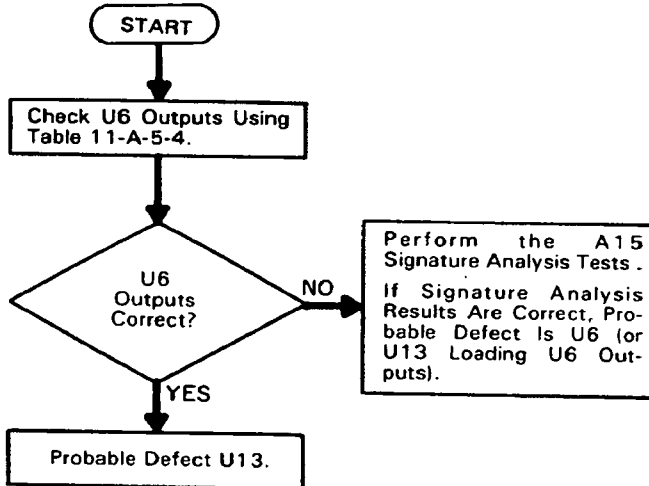 START
Check U6 Outputs Using
Table 11-A-5-4.
U6
Outputs
Correct?
NO
Perform the A15
Signature Analysis Tests.
If Signature Analysis
Results Are Correct, Pro-
bable Defect Is U6 (or
U13 Loading U6 Out-
puts).
YES
Probable Defect U13.